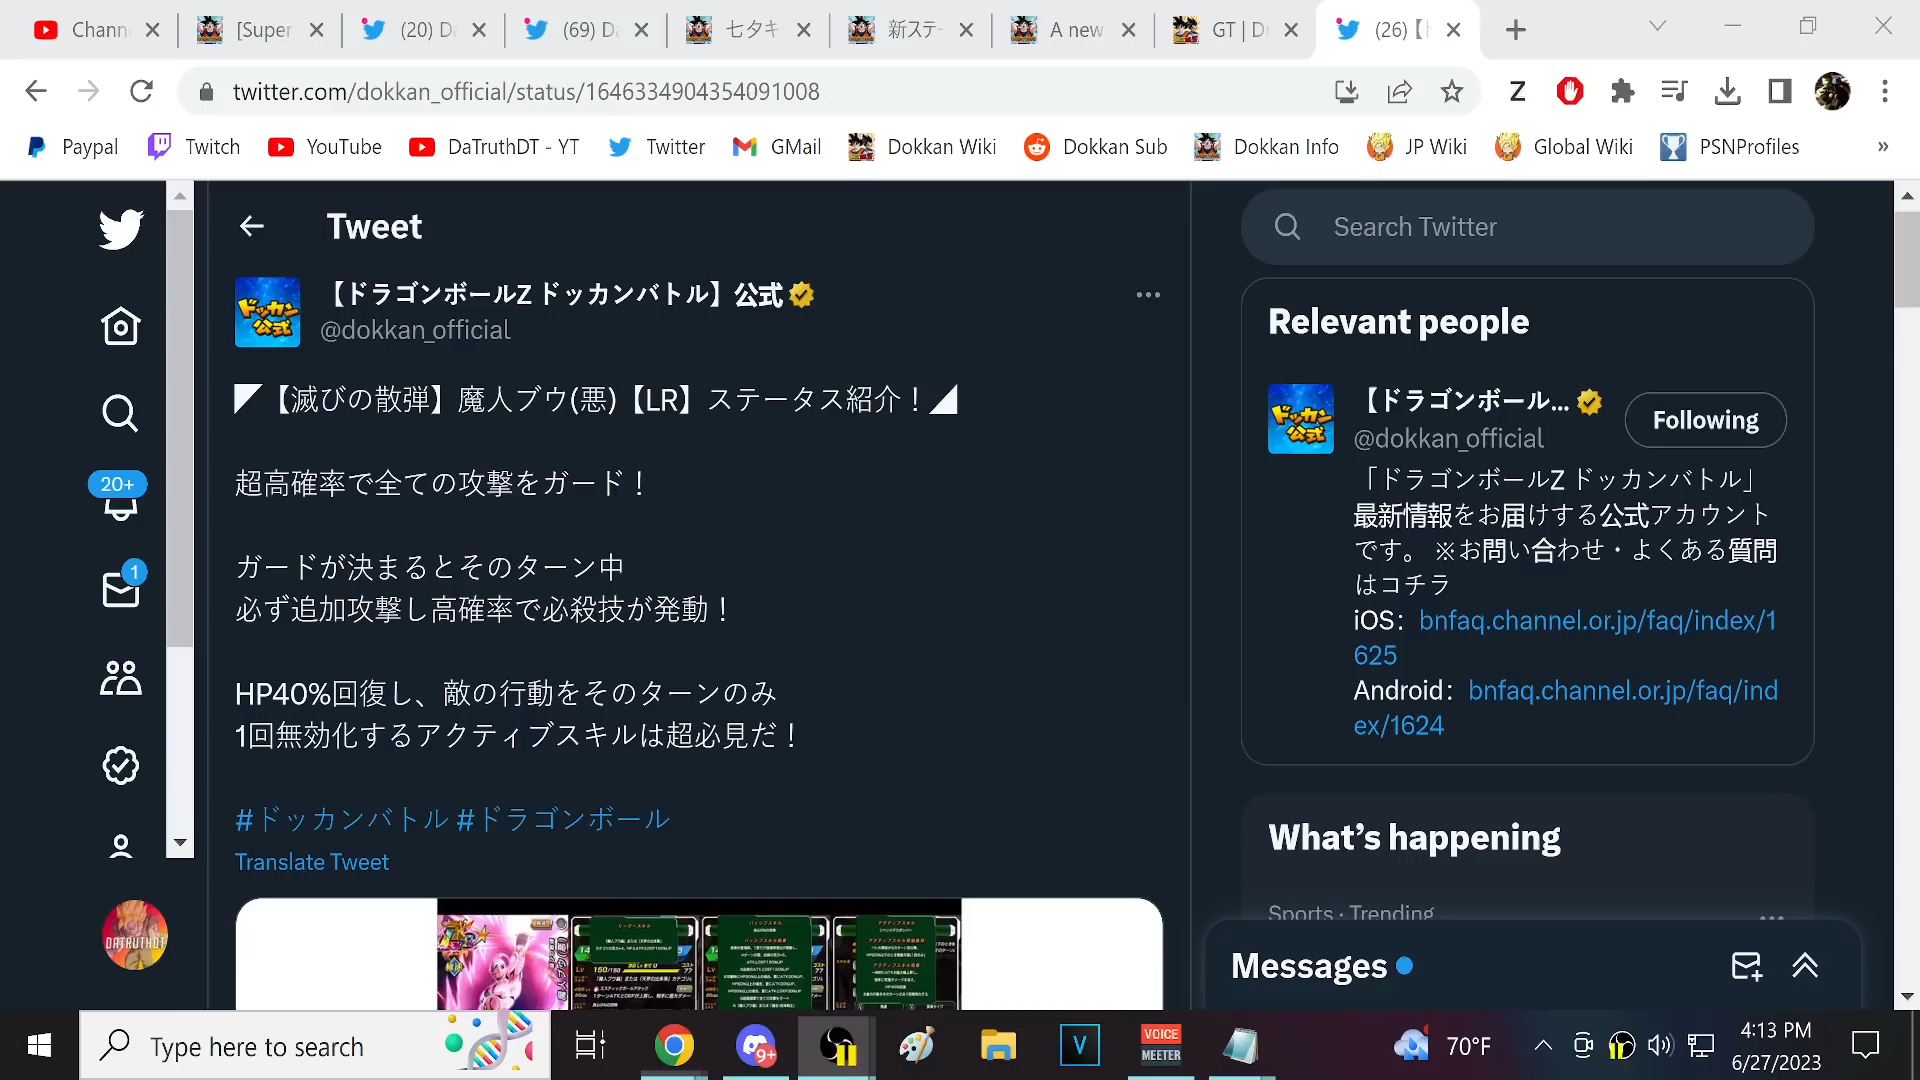 Chann
[Super
(20) Da
(69) Da
七タキ
新ステ
A new
GT | Dr
(26)【ド
twitter.com/dokkan_official/status/1646334904354091008
Paypal
Twitch
YouTube
DaTruthDT - YT
Twitter
GMail
Dokkan Wiki
Dokkan Sub
Dokkan Info
JP Wiki
Global Wiki
PSNProfiles
»
Tweet
【ドラゴンボールZ ドッカンバトル】公式
@dokkan_official
◤【滅びの散弾】魔人ブウ(悪)【LR】ステータス紹介！◢
超高確率で全ての攻撃をガード！
ガードが決まるとそのターン中
必ず追加攻撃し高確率で必殺技が発動！
HP40%回復し、敵の行動をそのターンのみ
1回無効化するアクティブスキルは超必見だ！
#ドッカンバトル #ドラゴンボール
Translate Tweet
20+
1
DATRUTHDT
Search Twitter
Relevant people
【ドラゴンボール...
@dokkan_official
Following
「ドラゴンボールZ ドッカンバトル」
最新情報をお届けする公式アカウント
です。 ※お問い合わせ・よくある質問
はコチラ
iOS： bnfaq.channel.or.jp/faq/index/1
625
Android： bnfaq.channel.or.jp/faq/ind
ex/1624
What's happening
Sports · Trending
Messages
Type here to search
9+
VOICE
MEETER
70°F
4:13 PM
6/27/2023